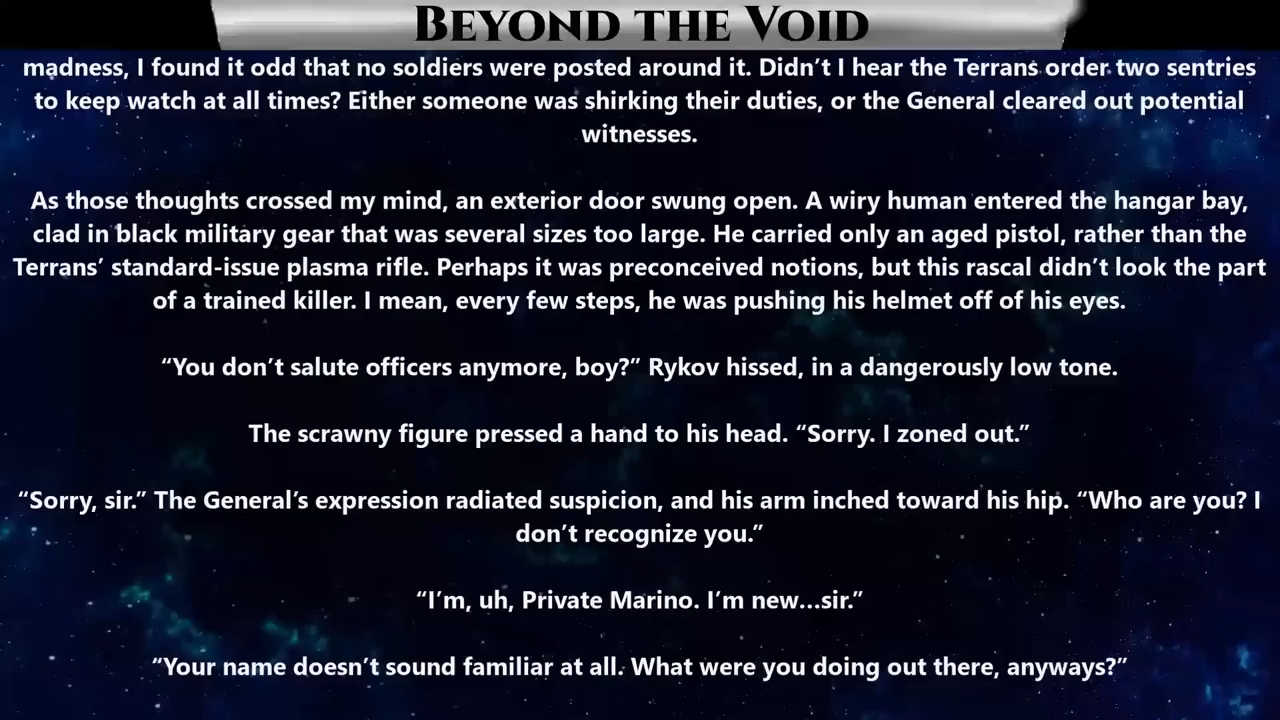 BEYOND THE VOID
madness, I found it odd that no soldiers were posted around it. Didn’t I hear the Terrans order two sentries
to keep watch at all times? Either someone was shirking their duties, or the General cleared out potential
witnesses.
As those thoughts crossed my mind, an exterior door swung open. A wiry human entered the hangar bay,
clad in black military gear that was several sizes too large. He carried only an aged pistol, rather than the
Terrans’ standard-issue plasma rifle. Perhaps it was preconceived notions, but this rascal didn’t look the part
of a trained killer. I mean, every few steps, he was pushing his helmet off of his eyes.
“You don’t salute officers anymore, boy?” Rykov hissed, in a dangerously low tone.
The scrawny figure pressed a hand to his head. “Sorry. I zoned out.”
“Sorry, sir.” The General’s expression radiated suspicion, and his arm inched toward his hip. “Who are you? I
don’t recognize you.”
“I’m, uh, Private Marino. I’m new…sir.”
“Your name doesn’t sound familiar at all. What were you doing out there, anyways?”